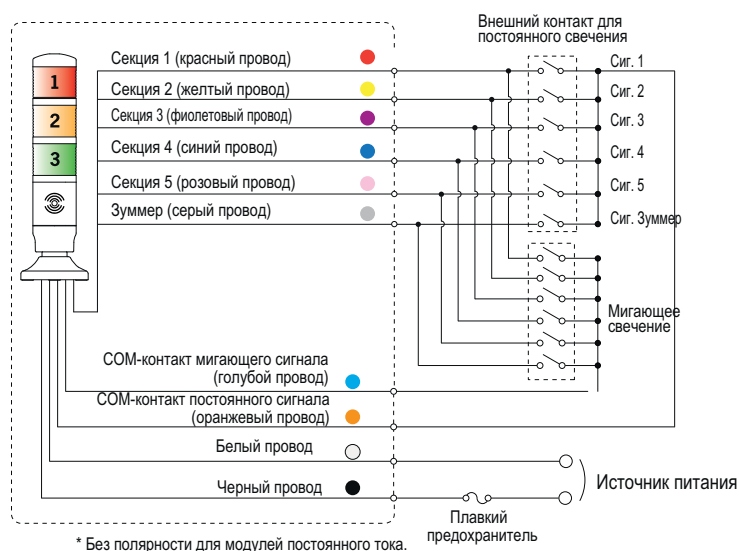 Внешний контакт для
постоянного свечения
Секция 1 (красный провод)
Сиг. 1
1
Секция 2 (желтый провод)
Сиг. 2
2
Секция 3 (фиолетовый провод)
Сиг. 3
3
Секция 4 (синий провод)
Сиг. 4
Секция 5 (розовый провод)
Сиг. 5
Зуммер (серый провод)
Сиг. Зуммер
Мигающее
свечение
COM-контакт мигающего сигнала
(голубой провод)
COM-контакт постоянного сигнала
(оранжевый провод)
Белый провод
Черный провод
Источник питания
Плавкий
предохранитель
* Без полярности для модулей постоянного тока.